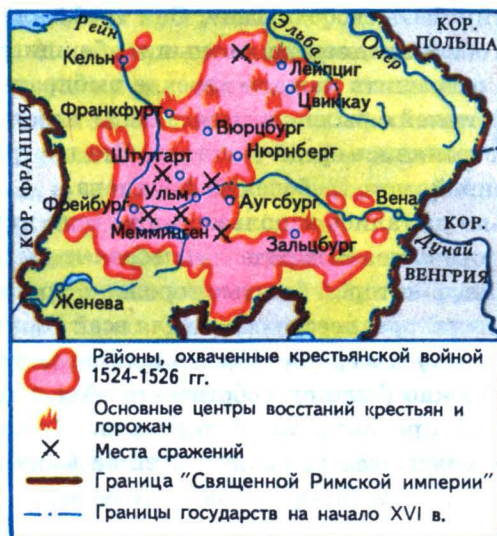 Рейн
Эльба
Одер
КОР.
ПОЛЬША
Кельн
Лейпциг
Цвиккау
Франкфурт
Вюрцбург
КОР. ФРАНЦИЯ
Штутгарт
Нюрнберг
Ульм
Аугсбург
Вена
Фрейбург
Мемминген
Зальцбург
КОР.
Дунай
ВЕНГРИЯ
Женева
Районы, охваченные крестьянской войной
1524-1526 гг.
Основные центры восстаний крестьян и
горожан
Места сражений
Граница "Священной Римской империи"
Границы государств на начало XVI в.